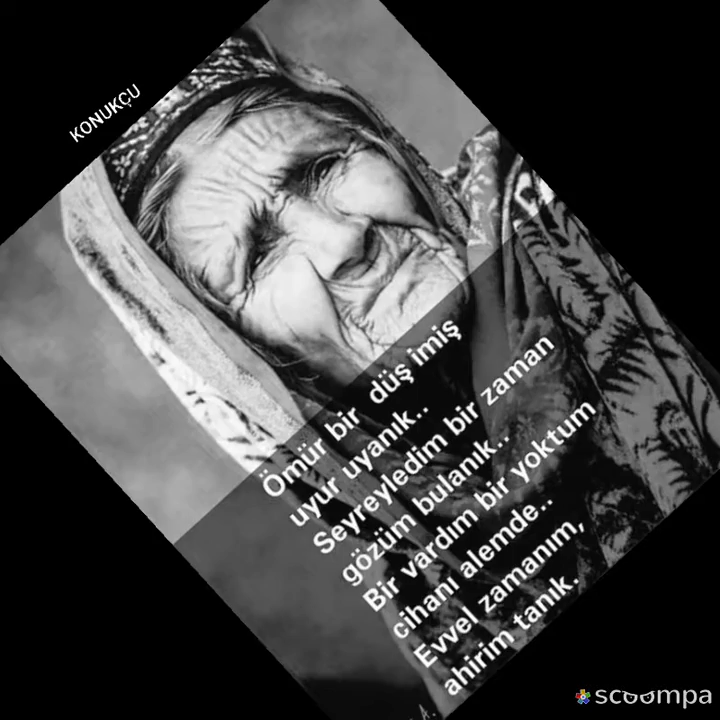 KONUKÇU
Ömür bir düş imiş
uyur uyanık..
Seyreyledim bir zaman
gözüm bulanık..
Bir vardım bir yoktum
cihanı alemde..
Evvel zamanım,
ahirim tanık.
scoompa